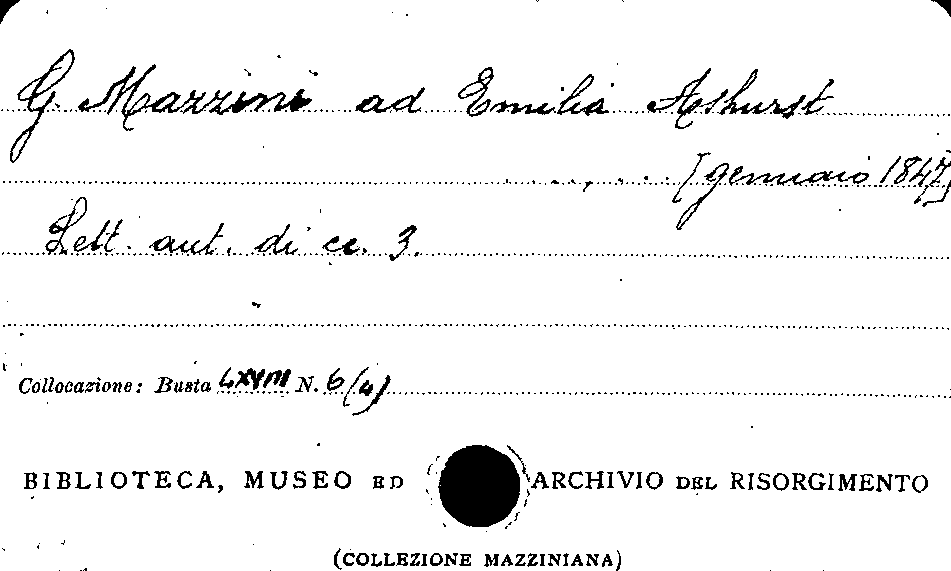 G. Mazzini ad Emilia Ashurst
..., ... [gennaio 1847]
Lett. aut. di cc. 3.
Collocazione: Busta LXVIII N. 6 (4)
BIBLIOTECA, MUSEO ED ARCHIVIO DEL RISORGIMENTO
(COLLEZIONE MAZZINIANA)